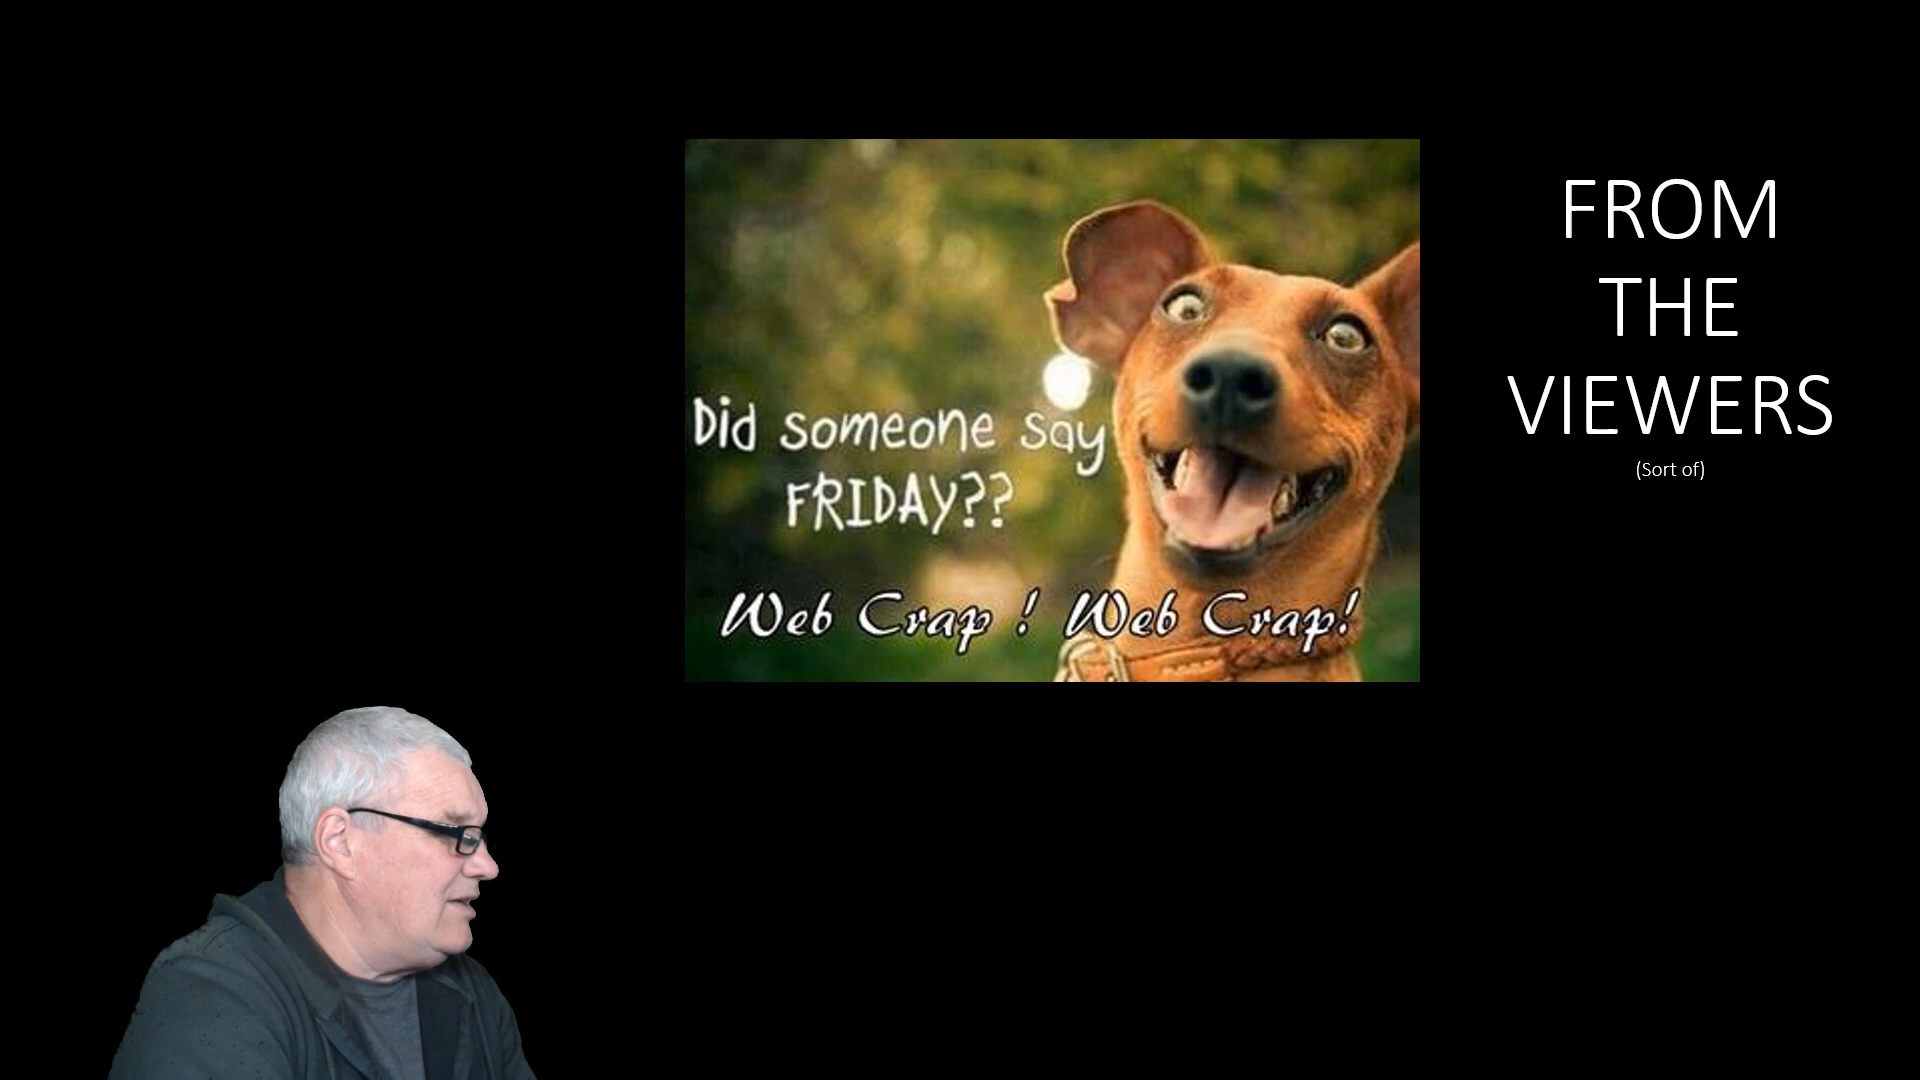 Did someone say
FRIDAY??
Web Crap ! Web Crap!
FROM
THE
VIEWERS
(Sort of)